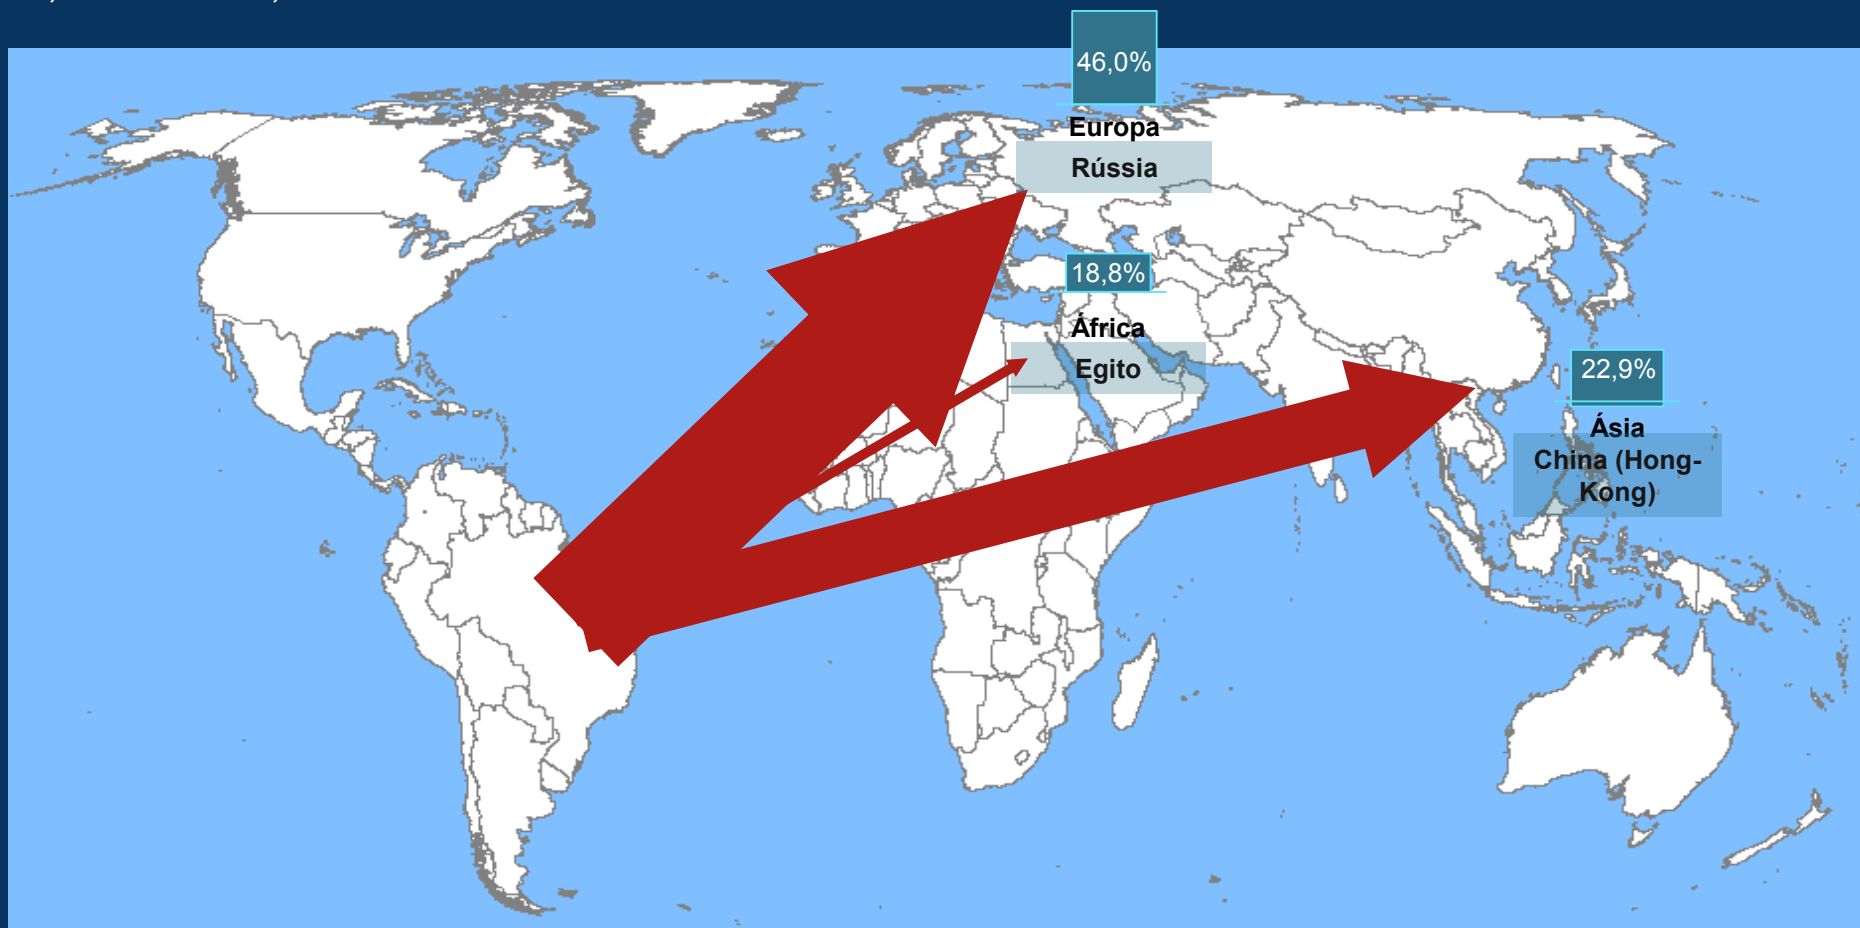 46,0%
Europa
Rússia
18,8%
África
Egito
22,9%
Ásia
China (Hong-
Kong)